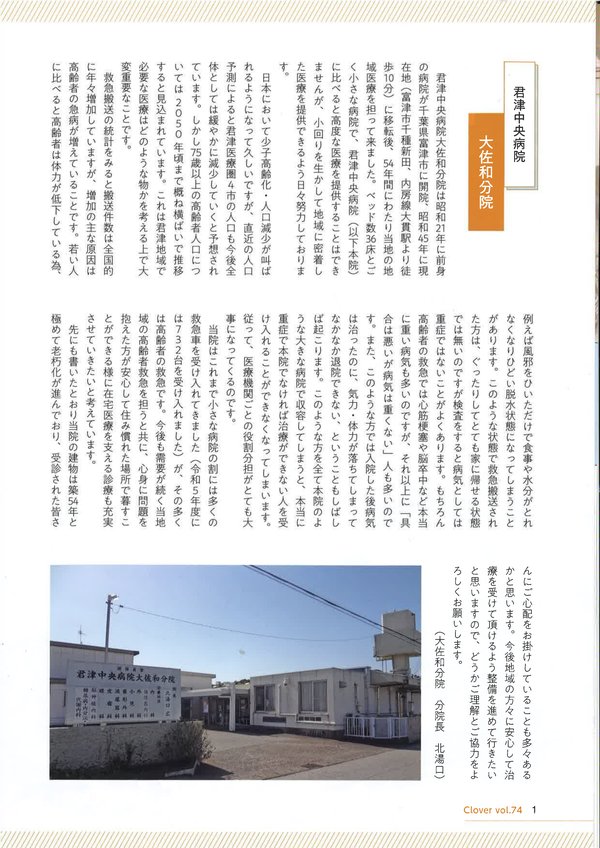 君津中央病院
大佐和分院
君津中央病院大佐和分院は昭和21年に前身
の病院が千葉県富津市に開院、昭和45年に現
在地（富津市千種新田、内房線大貫駅より徒
歩10分）に移転後、54年間にわたり当地の地
域医療を担って来ました。ベッド数36床とご
く小さな病院で、君津中央病院（以下本院）
に比べると高度な医療を提供することはでき
ませんが、小回りを生かして地域に密着し
た医療を提供できるよう日々努力しておりま
す。
日本において少子高齢化・人口減少が叫ば
れるようになって久しいですが、直近の人口
予測によると君津医療圏4市の人口も今後全
体としては緩やかに減少していくと予想され
ています。しかし75歳以上の高齢者人口につ
いては2050年頃まで概ね横ばいで推移
すると見込まれています。これは君津地域で
必要な医療はどのような物かを考える上で大
変重要なことです。
救急搬送の統計をみると搬送件数は全国的
に年々増加していますが、増加の主な原因は
高齢者の急病が増えていることです。若い人
に比べると高齢者は体力が低下している為、
例えば風邪をひいただけで食事や水分がとれ
なくなりひどい脱水状態になってしまうこと
があります。このような状態で救急搬送され
た方は、ぐったりしてとても家に帰せる状態
では無いのですが検査をすると病気としては
重症ではないことがよくあります。もちろん
高齢者の救急では心筋梗塞や脳卒中など本当
に重い病気も多いのですが、それ以上に「具
合は悪いが病気は重くない」人も多いので
す。また、このような方では入院した後病気
は治ったのに、気力・体力が落ちてしまって
なかなか退院できない、ということもしばし
ば起こります。このような方を全て本院のよ
うな大きな病院で収容してしまうと、本当に
重症で本院でなければ治療ができない人を受
け入れることができなくなってしまいます。
従って、医療機関ごとの役割分担がとても大
事になってくるのです。
当院はこれまで小さな病院の割には多くの
救急車を受け入れてきました（令和5年度に
は732台を受け入れました）が、その多く
は高齢者の救急です。今後も需要が続く当地
域の高齢者救急を担うと共に、心身に問題を
抱えた方が安心して住み慣れた場所で暮すこ
とができる様に在宅医療を支える診療も充実
させていきたいと考えています。
先にも書いたとおり当院の建物は築54年と
極めて老朽化が進んでおり、受診された皆さ
んにご心配をお掛けしていることも多々ある
かと思います。今後地域の方々に安心して治
療を受けて頂けるよう整備を進めて行きたい
と思いますので、どうかご理解とご協力をよ
ろしくお願いします。
（大佐和分院　分院長　北湯口）
君津中央病院大佐和分院
Clover vol.74 1